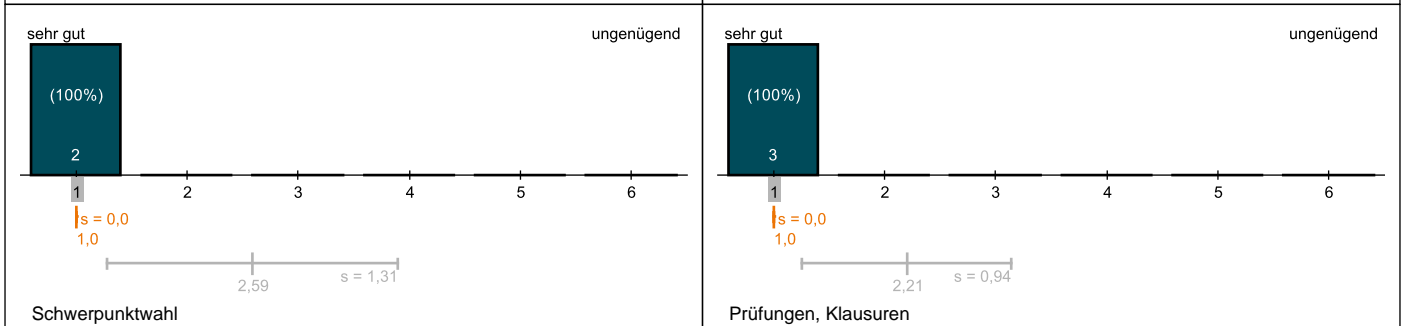 sehr gut ungenügend
(100%)
2
1 2 3 4 5 6
s = 0,0
1,0
s = 1,31
2,59
Schwerpunktwahl
sehr gut ungenügend
(100%)
3
1 2 3 4 5 6
s = 0,0
1,0
s = 0,94
2,21
Prüfungen, Klausuren